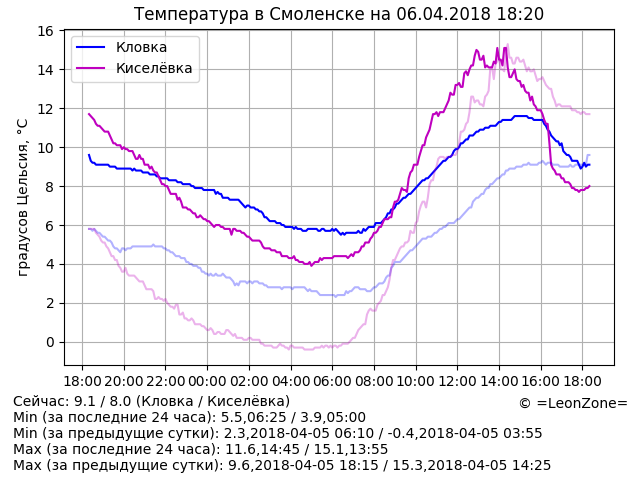 Температура в Смоленске на 06.04.2018 18:20
Кловка
Киселёвка
градусов Цельсия, °C
16
14
12
10
8
6
4
2
0
18:00 20:00 22:00 00:00 02:00 04:00 06:00 08:00 10:00 12:00 14:00 16:00 18:00
Сейчас: 9.1 / 8.0 (Кловка / Киселёвка)
© =LeonZone=
Min (за последние 24 часа): 5.5,06:25 / 3.9,05:00
Min (за предыдущие сутки): 2.3,2018-04-05 06:10 / -0.4,2018-04-05 03:55
Max (за последние 24 часа): 11.6,14:45 / 15.1,13:55
Max (за предыдущие сутки): 9.6,2018-04-05 18:15 / 15.3,2018-04-05 14:25